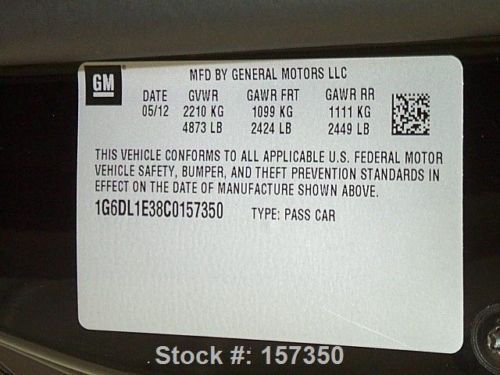 GM
MFD BY GENERAL MOTORS LLC
DATE GVWR GAWR FRT GAWR RR
05/12 2210 KG 1099 KG 1111 KG
4873 LB 2424 LB 2449 LB
THIS VEHICLE CONFORMS TO ALL APPLICABLE U.S. FEDERAL MOTOR
VEHICLE SAFETY, BUMPER, AND THEFT PREVENTION STANDARDS IN
EFFECT ON THE DATE OF MANUFACTURE SHOWN ABOVE.
1G6DL1E38C0157350 TYPE: PASS CAR
Stock #: 157350